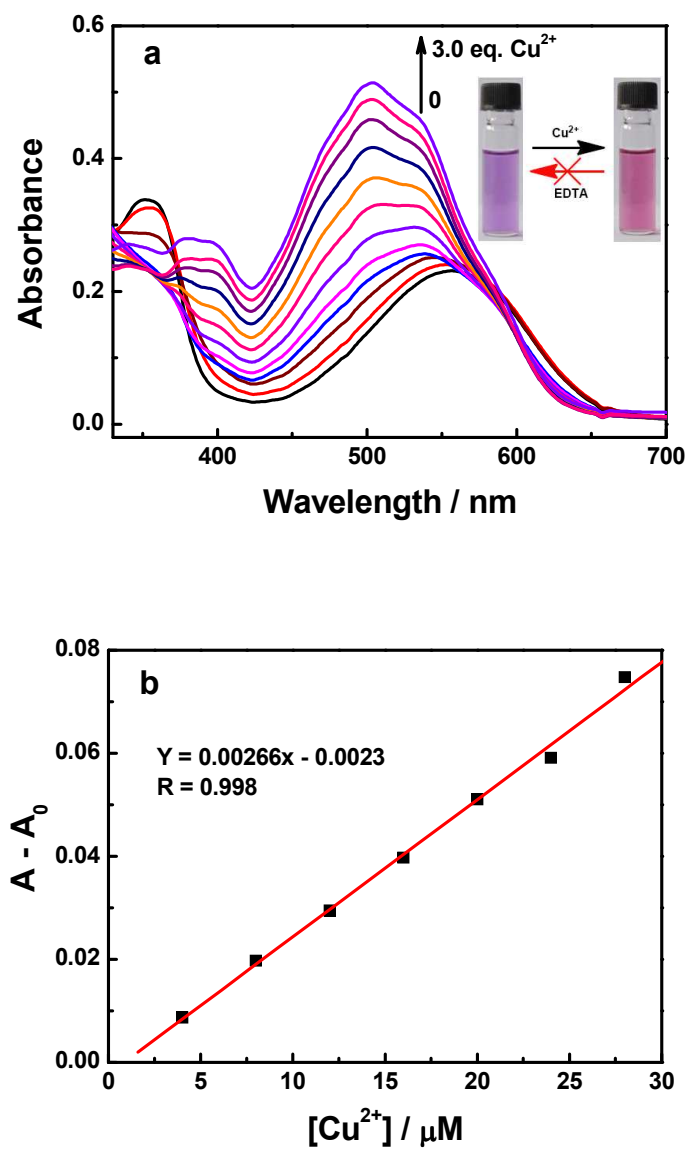 a
3.0 eq. Cu²⁺
0
Cu²⁺
EDTA
0.6
0.4
0.2
0.0
Absorbance
400 500 600 700
Wavelength / nm
b
Y = 0.00266x - 0.0023
R = 0.998
0.08
0.06
0.04
0.02
0.00
A - A₀
0 5 10 15 20 25 30
[Cu²⁺] / μM